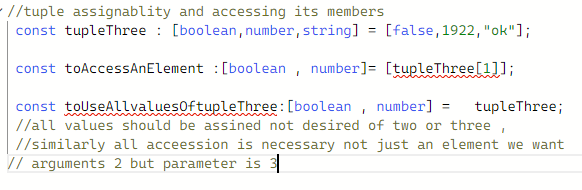 //tuple assignablity and accessing its members
const tupleThree : [boolean,number,string] = [false,1922,"ok"];
const toAccessAnElement :[boolean , number]= [tupleThree[1]];
const toUseAllvaluesOftupleThree:[boolean , number] =   tupleThree;
//all values should be assined not desired of two or three ,
//similarly all acceession is necessary not just an element we want
// arguments 2 but parameter is 3